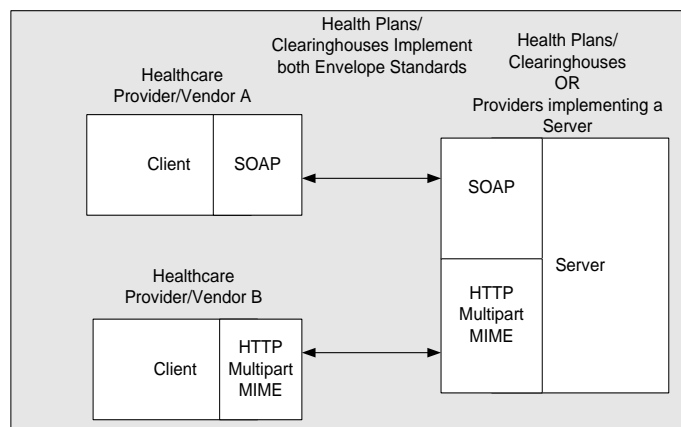 Health Plans/
Clearinghouses Implement
both Envelope Standards
Health Plans/
Clearinghouses
OR
Providers implementing a
Server
Healthcare
Provider/Vendor A
Client
SOAP
SOAP
Server
HTTP
Multipart
MIME
Healthcare
Provider/Vendor B
Client
HTTP
Multipart
MIME